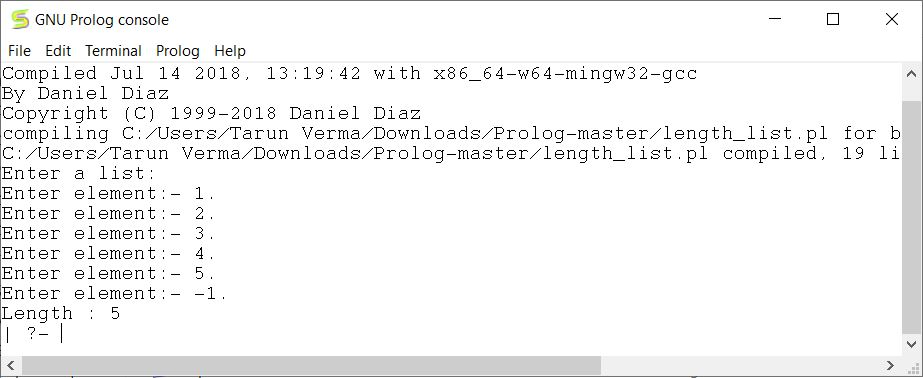 GNU Prolog console
File Edit Terminal Prolog Help
Compiled Jul 14 2018, 13:19:42 with x86_64-w64-mingw32-gcc
By Daniel Diaz
Copyright (C) 1999-2018 Daniel Diaz
compiling C:/Users/Tarun Verma/Downloads/Prolog-master/length_list.pl for b
C:/Users/Tarun Verma/Downloads/Prolog-master/length_list.pl compiled, 19 li
Enter a list:
Enter element:- 1.
Enter element:- 2.
Enter element:- 3.
Enter element:- 4.
Enter element:- 5.
Enter element:- -1.
Length : 5
| ?-